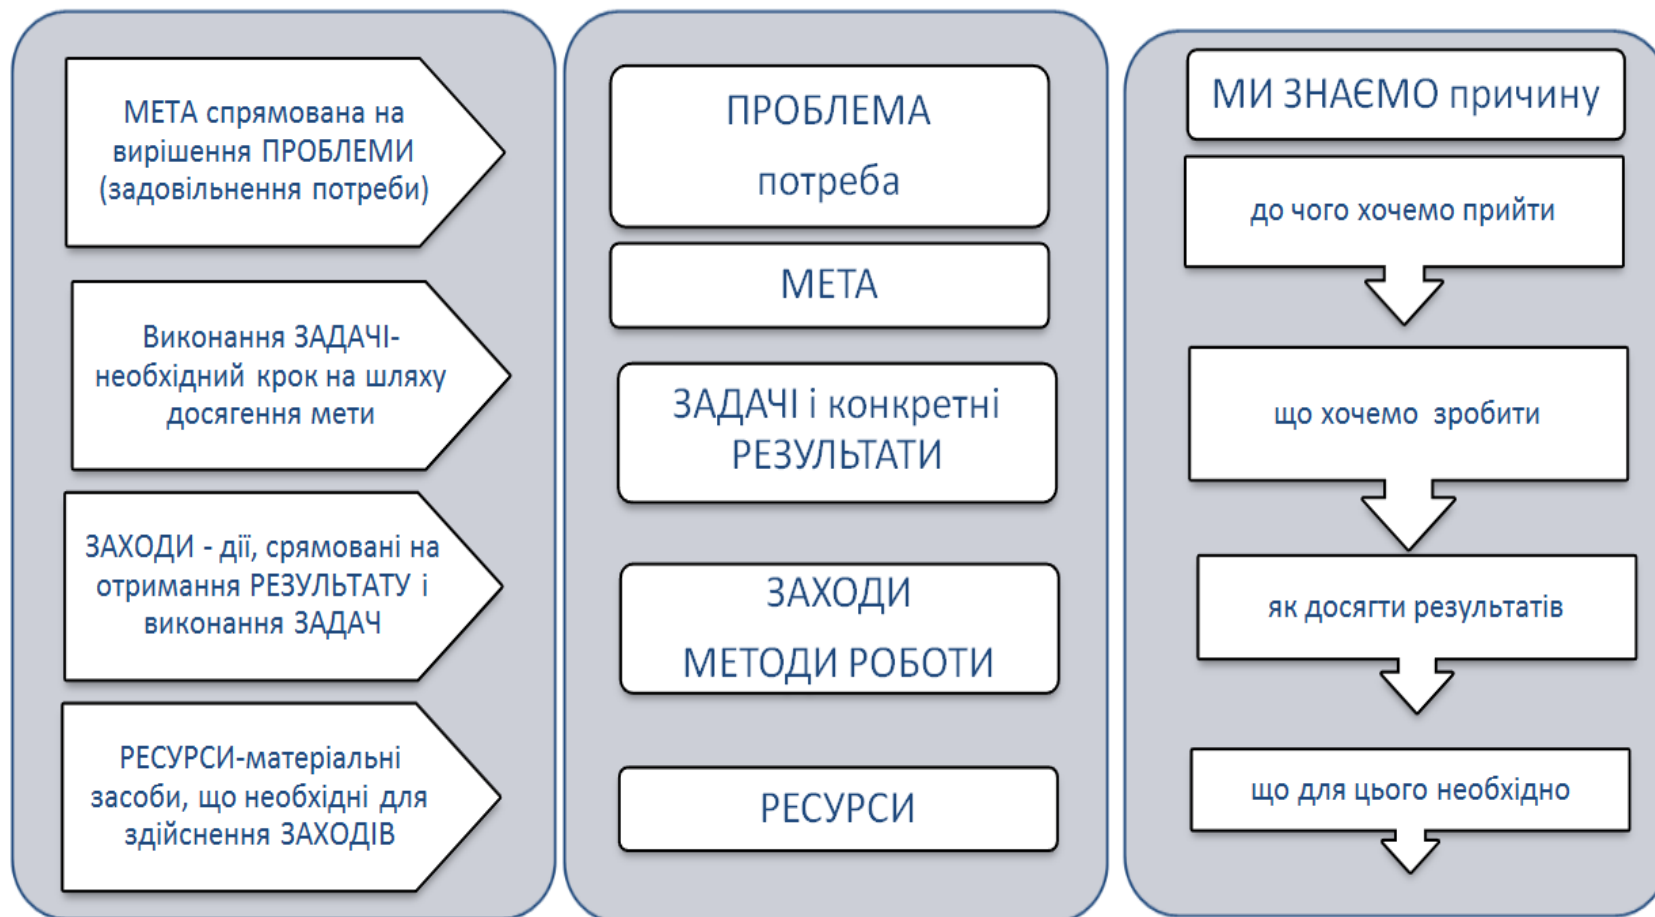 МЕТА спрямована на
вирішення ПРОБЛЕМИ
(задовільнення потреби)
Виконання ЗАДАЧІ-
необхідний крок на шляху
досягення мети
ЗАХОДИ - дії, срямовані на
отримання РЕЗУЛЬТАТУ і
виконання ЗАДАЧ
РЕСУРСИ-матеріальні
засоби, що необхідні для
здійснення ЗАХОДІВ
ПРОБЛЕМА
потреба
МЕТА
ЗАДАЧІ і конкретні
РЕЗУЛЬТАТИ
ЗАХОДИ
МЕТОДИ РОБОТИ
РЕСУРСИ
МИ ЗНАЄМО причину
до чого хочемо прийти
що хочемо зробити
як досягти результатів
що для цього необхідно